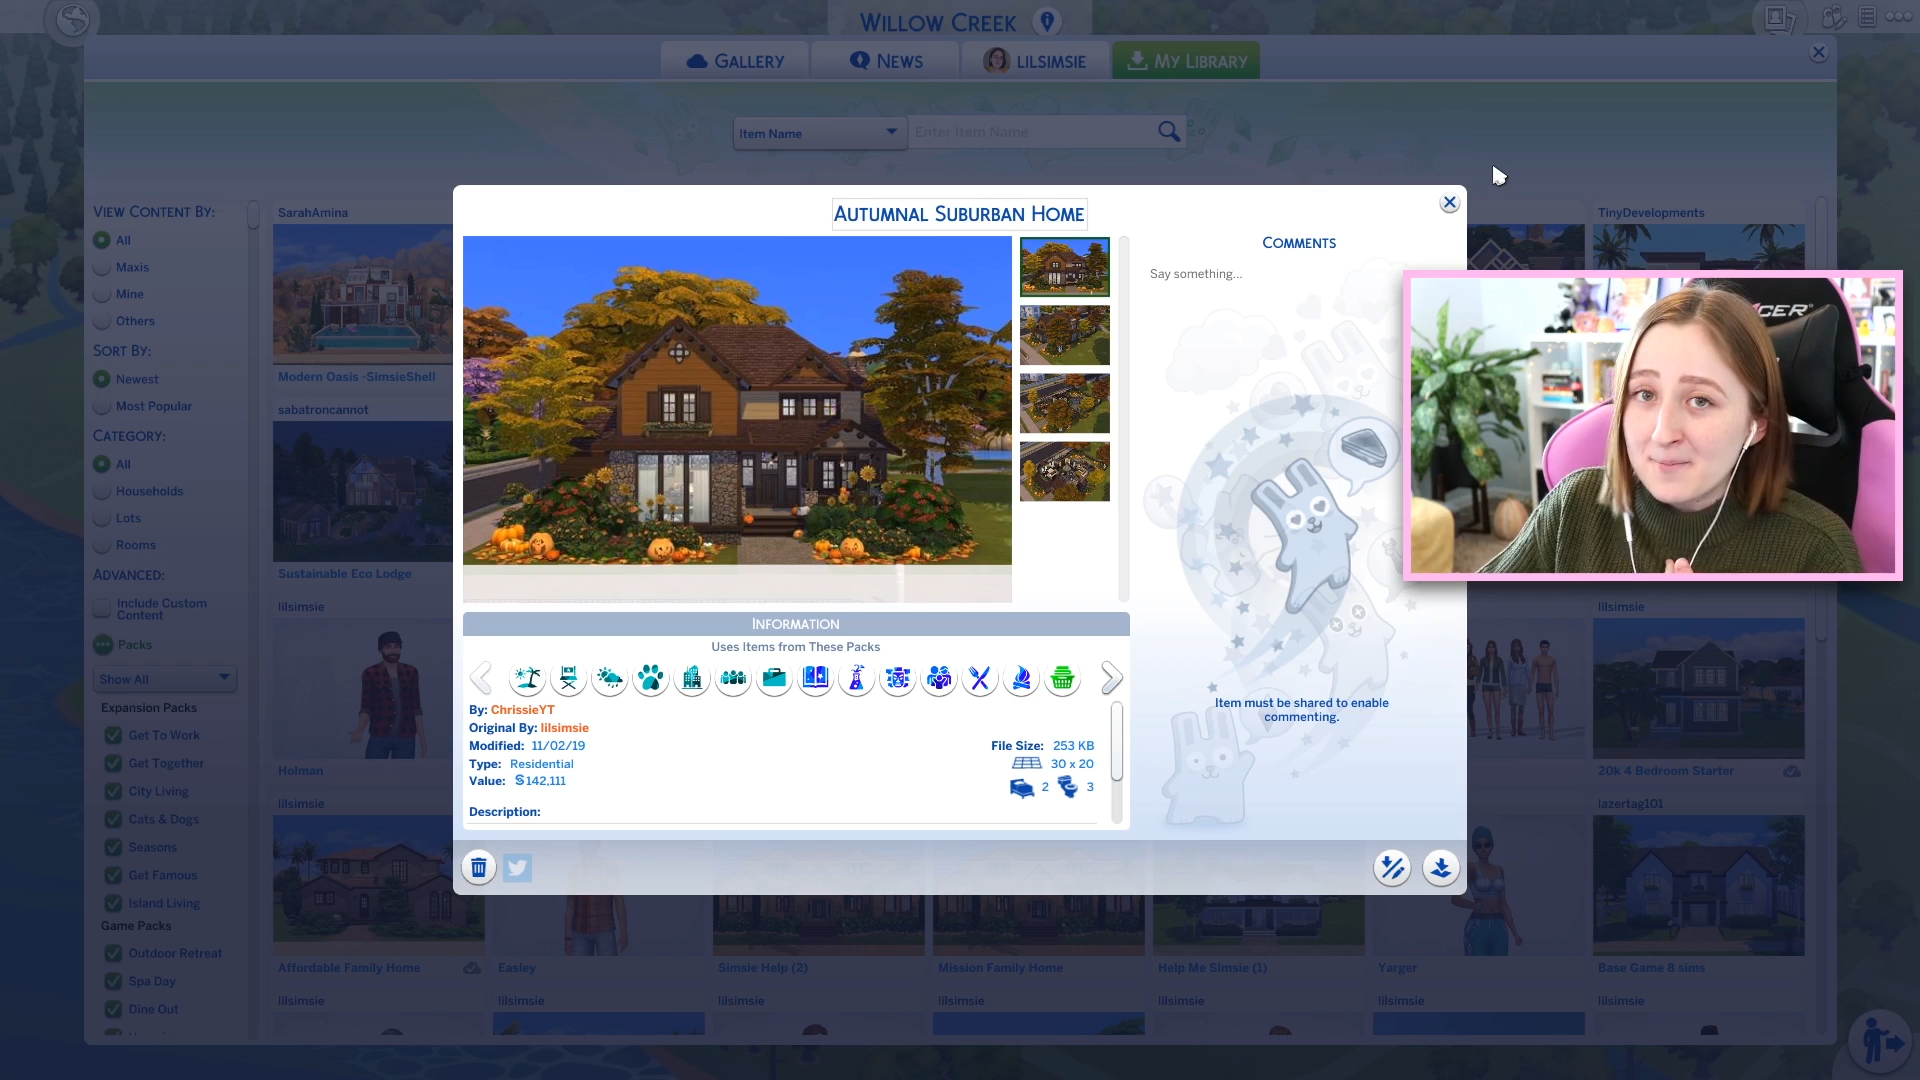 WILLOW CREEK
GALLERY
NEWS
LILSIMSIE
MY LIBRARY
Item Name
Enter Item Name
VIEW CONTENT BY:
All
Maxis
Mine
Others
SORT BY:
Newest
Most Popular
CATEGORY:
All
Households
Lots
Rooms
ADVANCED:
Include Custom
Content
Packs
Show All
Expansion Packs
Get To Work
Get Together
City Living
Cats & Dogs
Seasons
Get Famous
Island Living
Game Packs
Outdoor Retreat
Spa Day
Dine Out
SarahAmina
Modern Oasis -SimsieShell
sabatroncannot
Sustainable Eco Lodge
lilsimsie
Holman
lilsimsie
Affordable Family Home
lilsimsie
AUTUMNAL SUBURBAN HOME
INFORMATION
Uses Items from These Packs
By: ChrissieYT
Original By: lilsimsie
Modified: 11/02/19
File Size: 253 KB
Type: Residential
30 x 20
Value: §142,111
2 3
Description:
COMMENTS
Say something...
Item must be shared to enable
commenting.
TinyDevelopments
CER
lilsimsie
20k 4 Bedroom Starter
lazertag101
Easley
Simsie Help (2)
Mission Family Home
Help Me Simsie (1)
Yarger
Base Game 8 sims
lilsimsie
lilsimsie
lilsimsie
lilsimsie
lilsimsie
lilsimsie